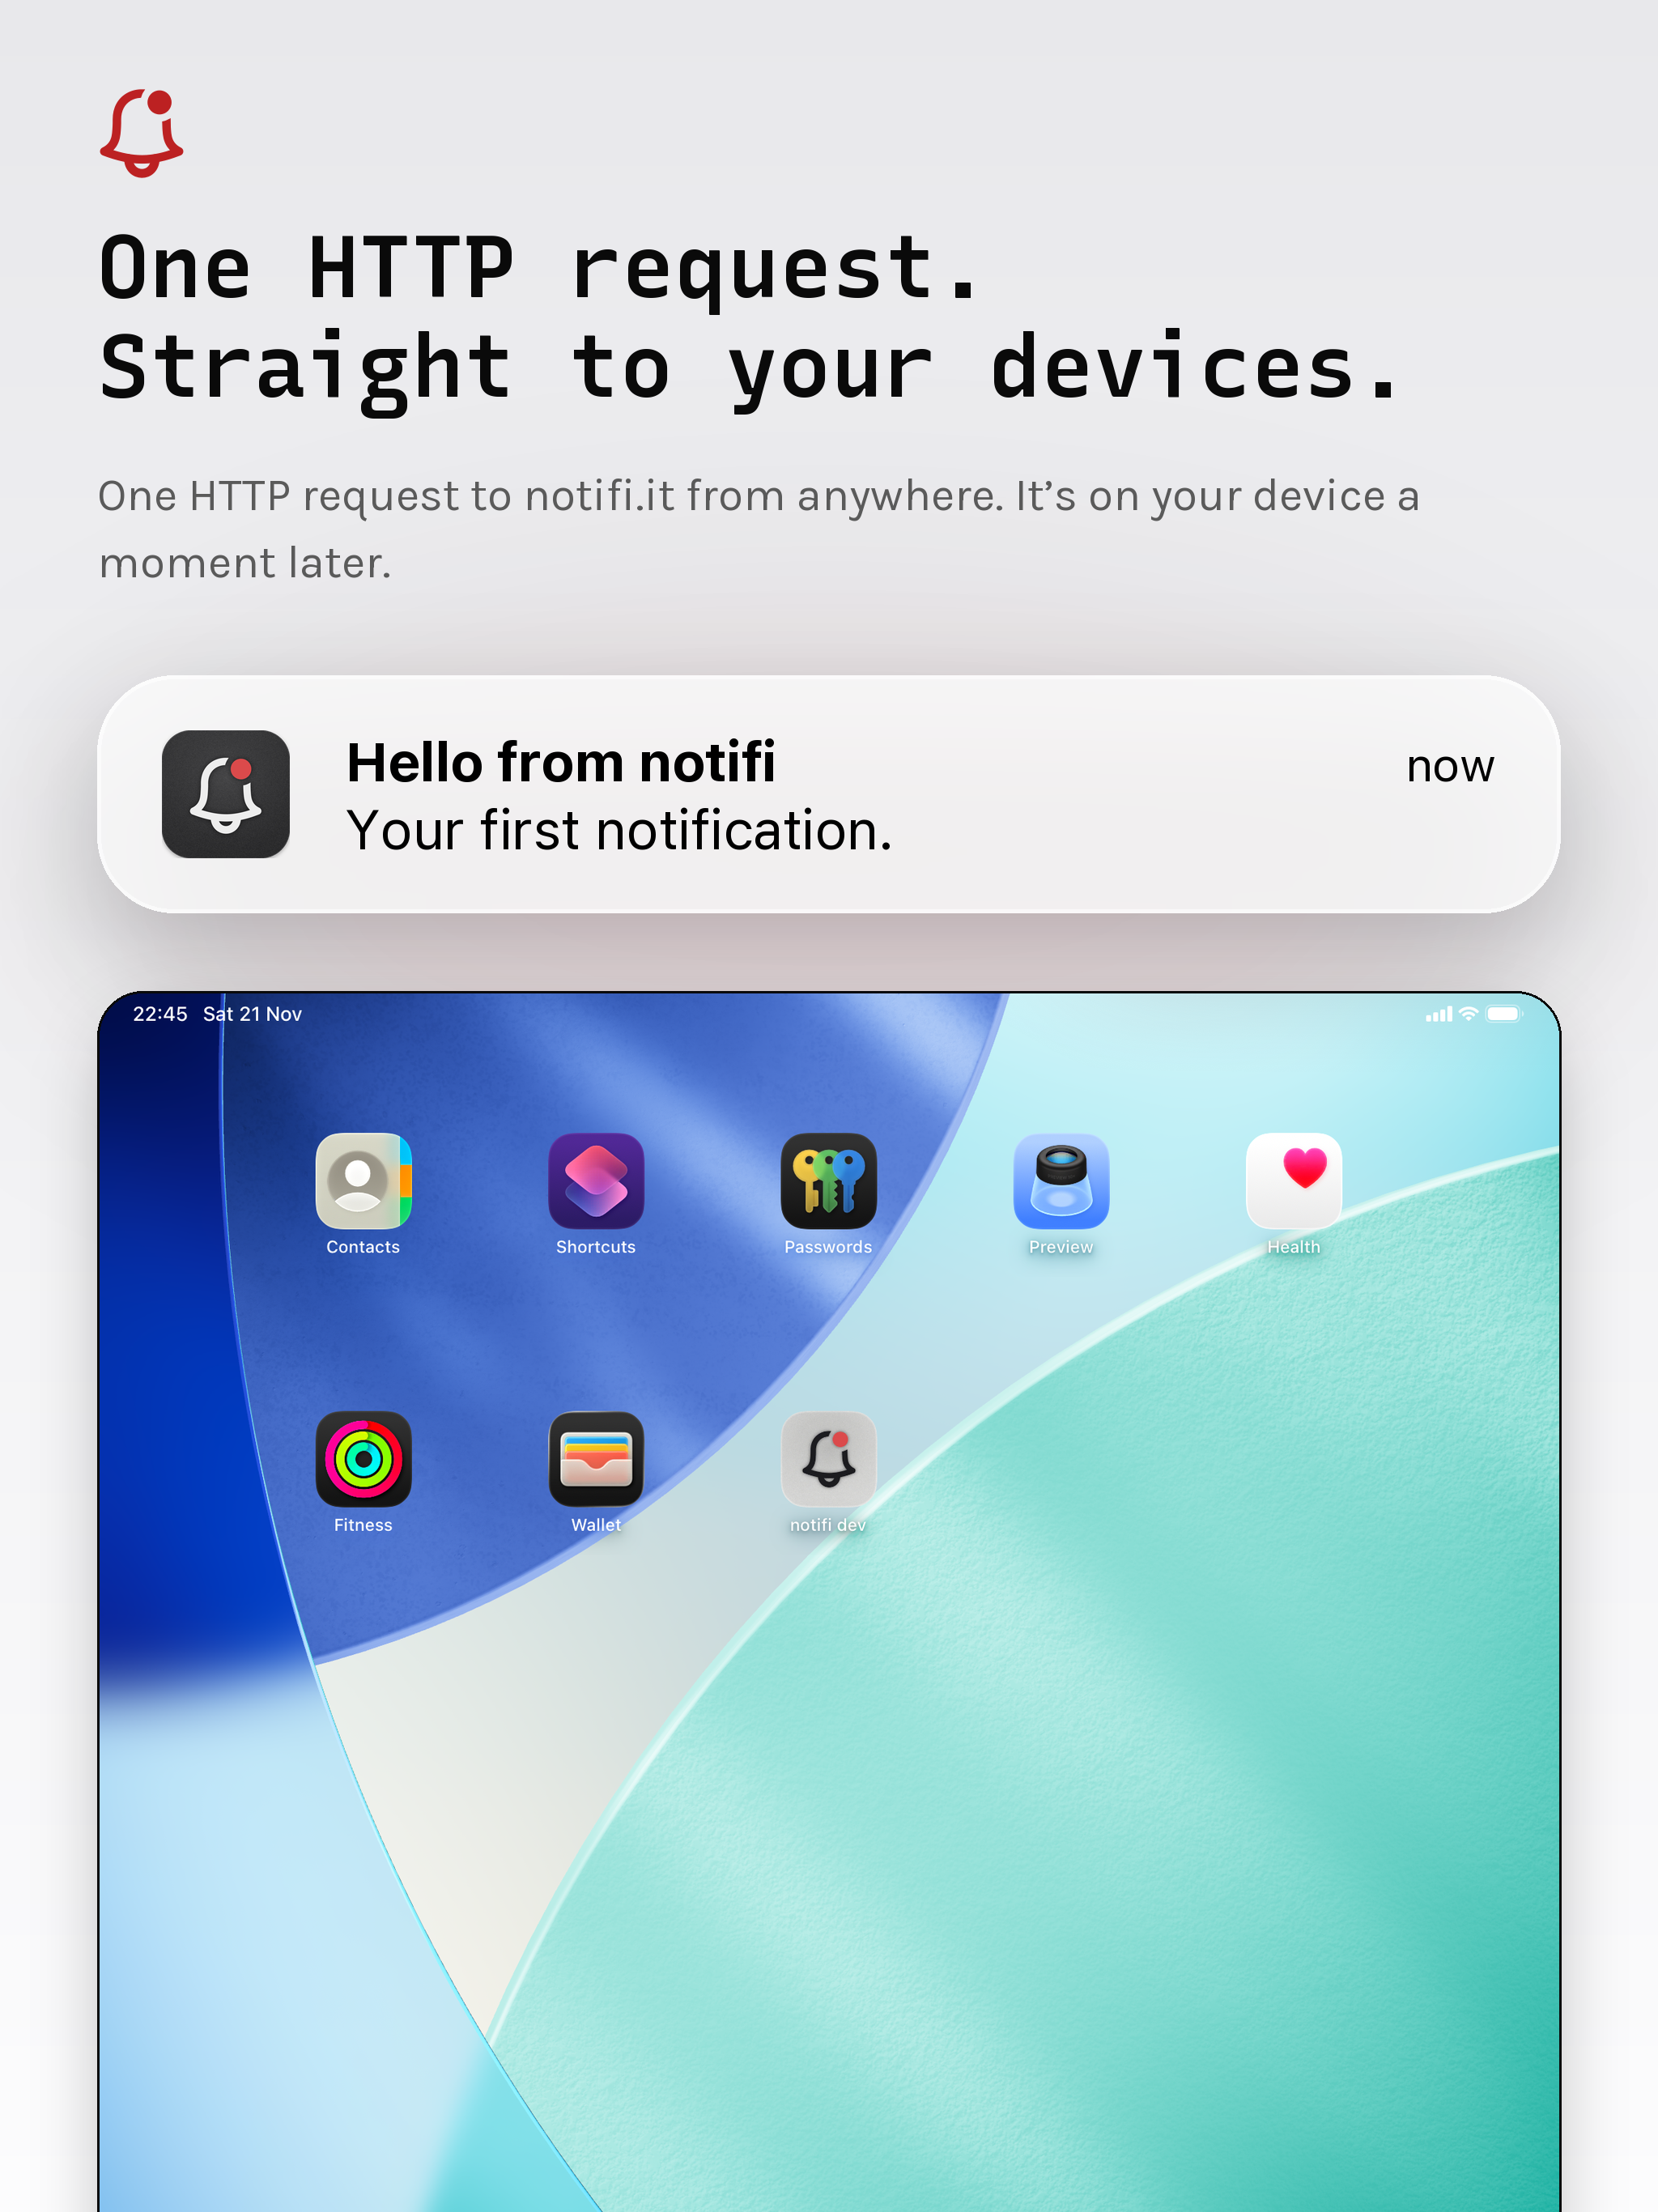 One HTTP request.
Straight to your devices.
One HTTP request to notifi.it from anywhere. It’s on your device a
moment later.
Hello from notifi
now
Your first notification.
22:45 Sat 21 Nov
Contacts
Shortcuts
Passwords
Preview
Health
Fitness
Wallet
notifi dev